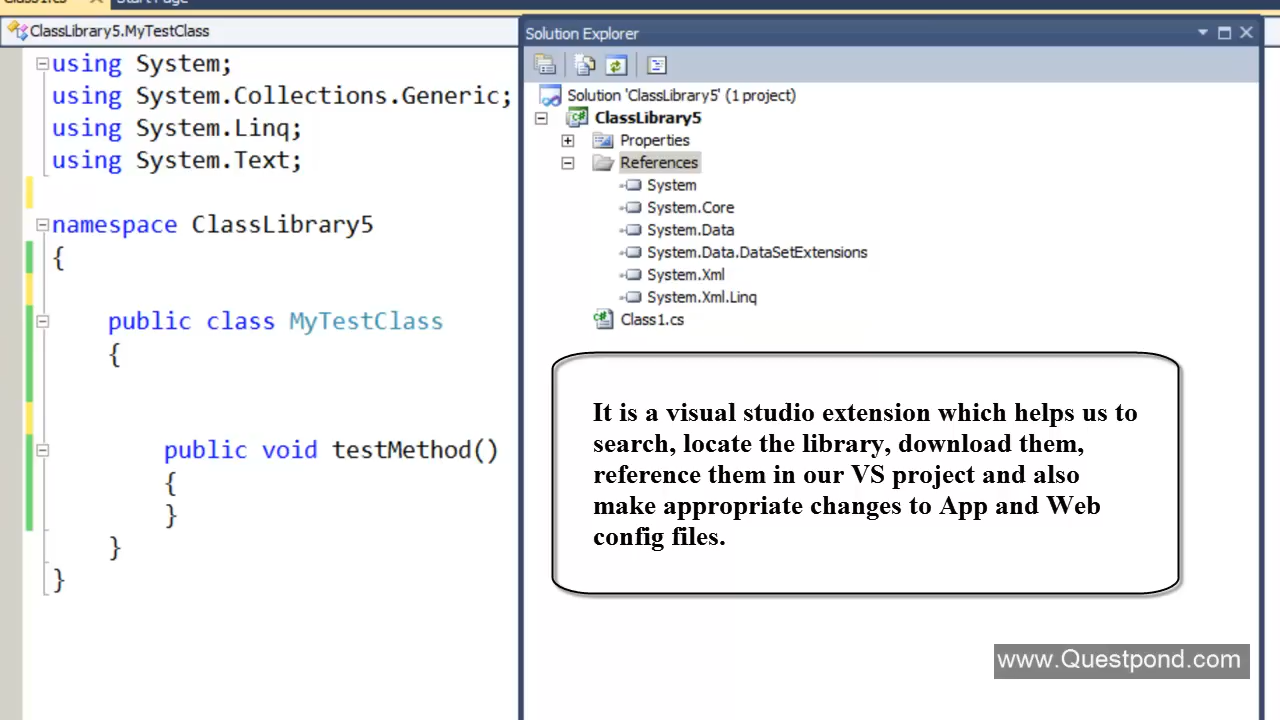 Class1.cs
Start Page
ClassLibrary5.MyTestClass
using System;
using System.Collections.Generic;
using System.Linq;
using System.Text;
namespace ClassLibrary5
{
public class MyTestClass
{
public void testMethod()
{
}
}
}
Solution Explorer
Solution 'ClassLibrary5' (1 project)
ClassLibrary5
Properties
References
System
System.Core
System.Data
System.Data.DataSetExtensions
System.Xml
System.Xml.Linq
Class1.cs
It is a visual studio extension which helps us to
search, locate the library, download them,
reference them in our VS project and also
make appropriate changes to App and Web
config files.
www.Questpond.com